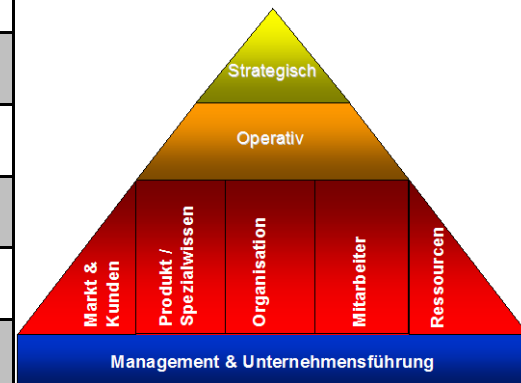 Strategisch
Operativ
Markt &
Kunden
Produkt /
Spezialwissen
Organisation
Mitarbeiter
Ressourcen
Management & Unternehmensführung